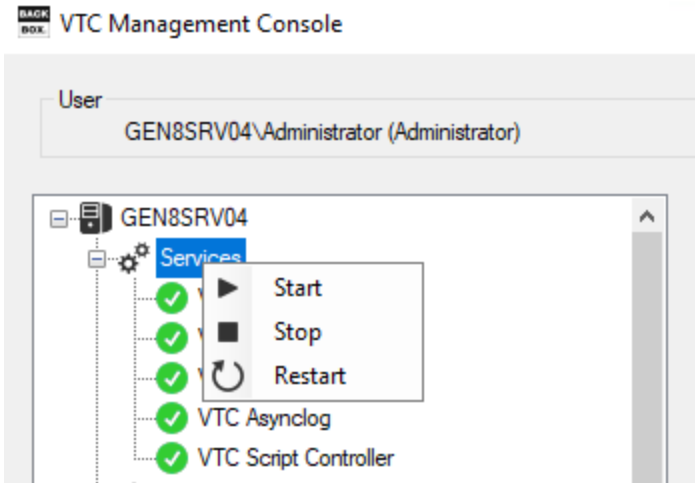 BACK
BOX.
VTC Management Console
User
GEN8SRV04\Administrator (Administrator)
GEN8SRV04
Services
Start
Stop
Restart
VTC Asynclog
VTC Script Controller